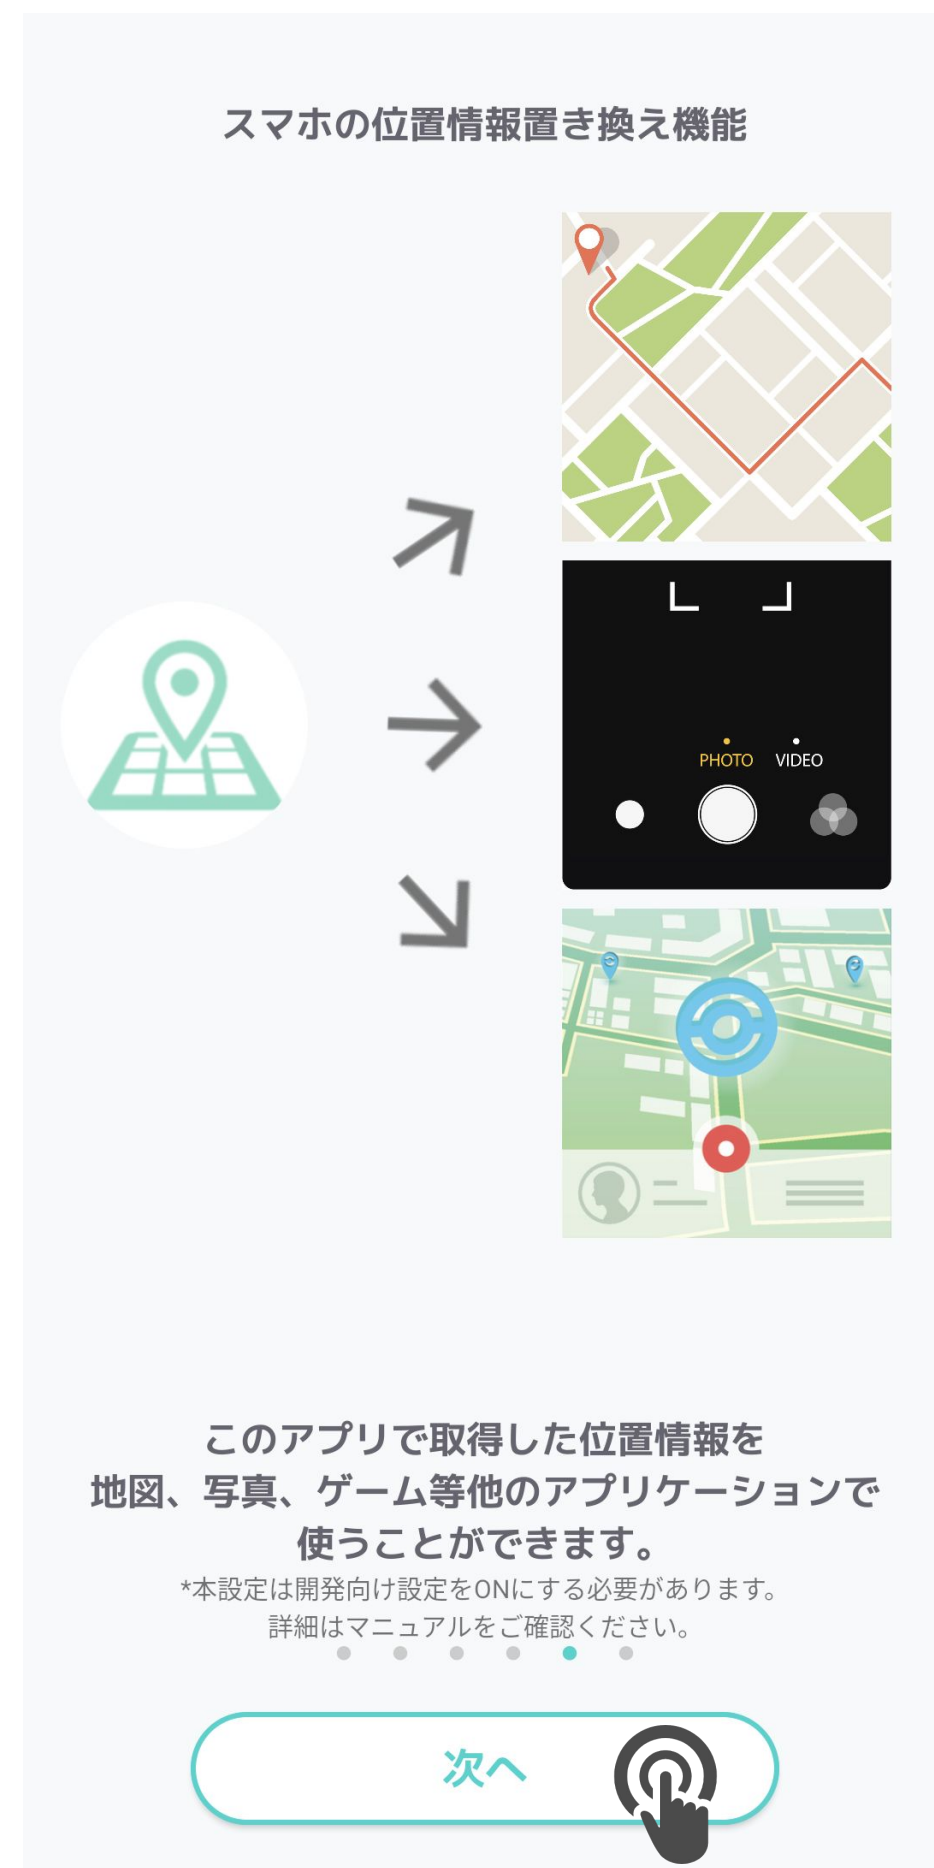 スマホの位置情報置き換え機能
PHOTO VIDEO
このアプリで取得した位置情報を
地図、写真、ゲーム等他のアプリケーションで
使うことができます。
*本設定は開発向け設定をONにする必要があります。
詳細はマニュアルをご確認ください。
次へ